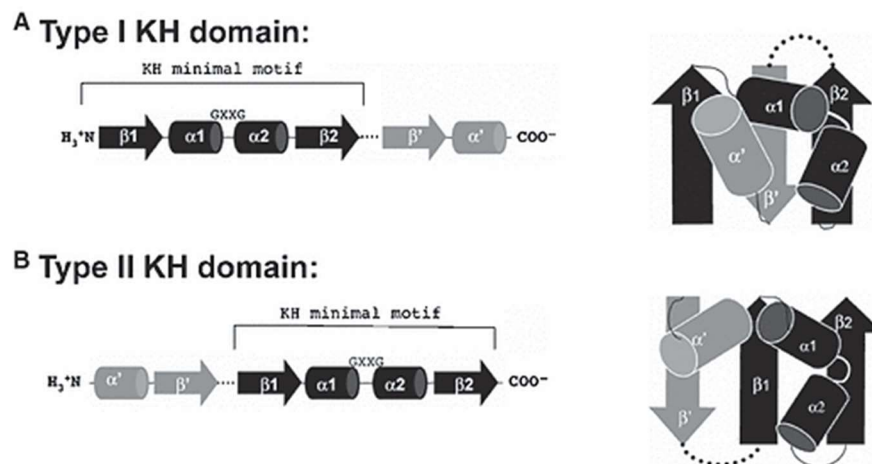 A Type I KH domain:
KH minimal motif
GXXG
H₃⁺N β1 α1 α2 β2 β' α' COO⁻
β1 α1 β2
α' α2
β'
B Type II KH domain:
KH minimal motif
GXXG
H₃⁺N α' β' β1 α1 α2 β2 COO⁻
α' β2
α1
β1
β' α2